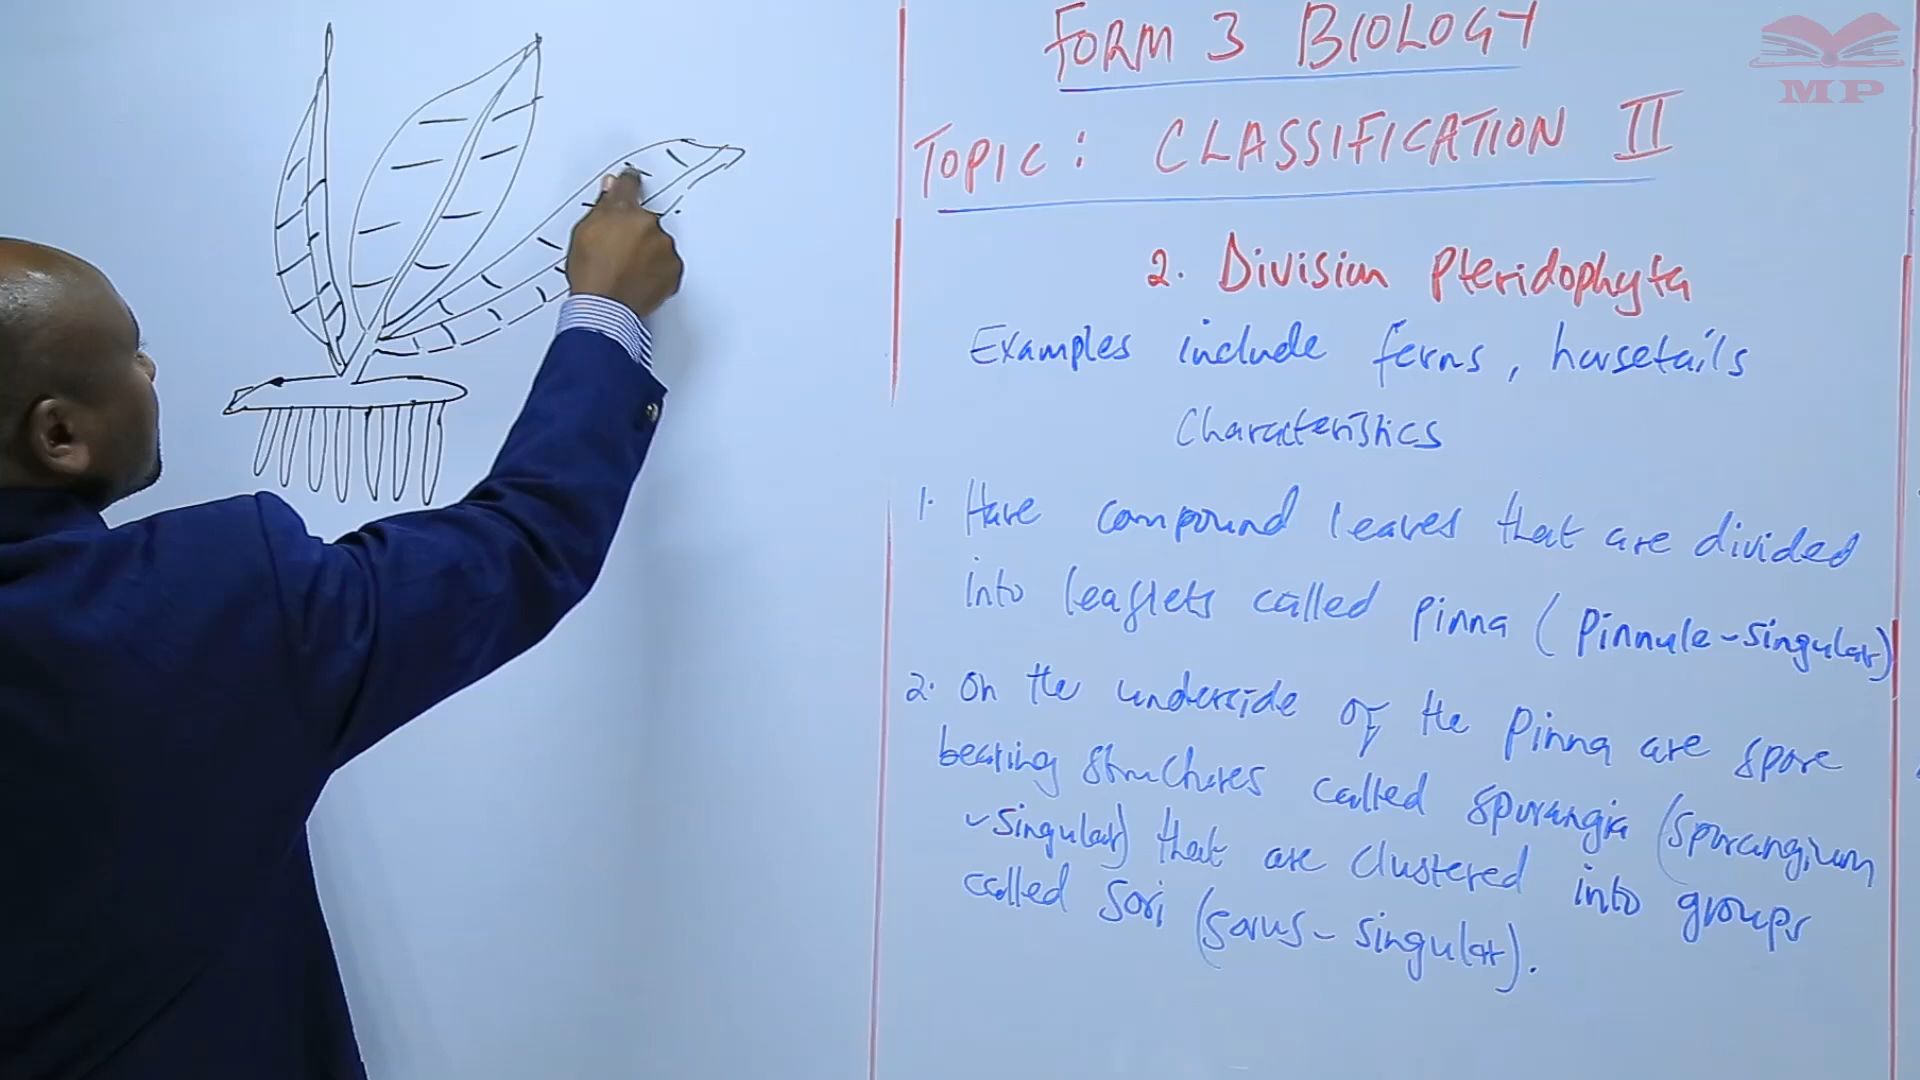 FORM 3 BIOLOGY
MP
TOPIC: CLASSIFICATION II
2. Division Pteridophyta
Examples include ferns, horsetails
Characteristics
1. Have compound leaves that are divided
into leaflets called pinna (pinnule-singular)
2. On the underside of the pinna are spore
bearing structures called sporangia (sporangium
-singular) that are clustered into groups
called sori (sorus-singular).